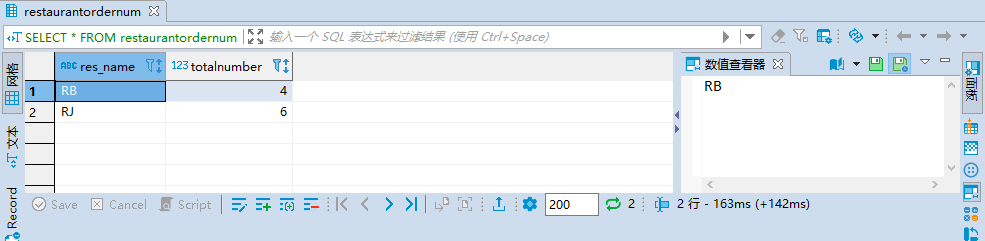 restaurantordernum
SELECT * FROM restaurantordernum 输入一个 SQL 表达式来过滤结果 (使用 Ctrl+Space)
网格
文本
Record
ABC res_name 123 totalnumber
1 RB 4
2 RJ 6
数值查看器
RB
面板
Save Cancel Script 200 2 2 行 - 163ms (+142ms)